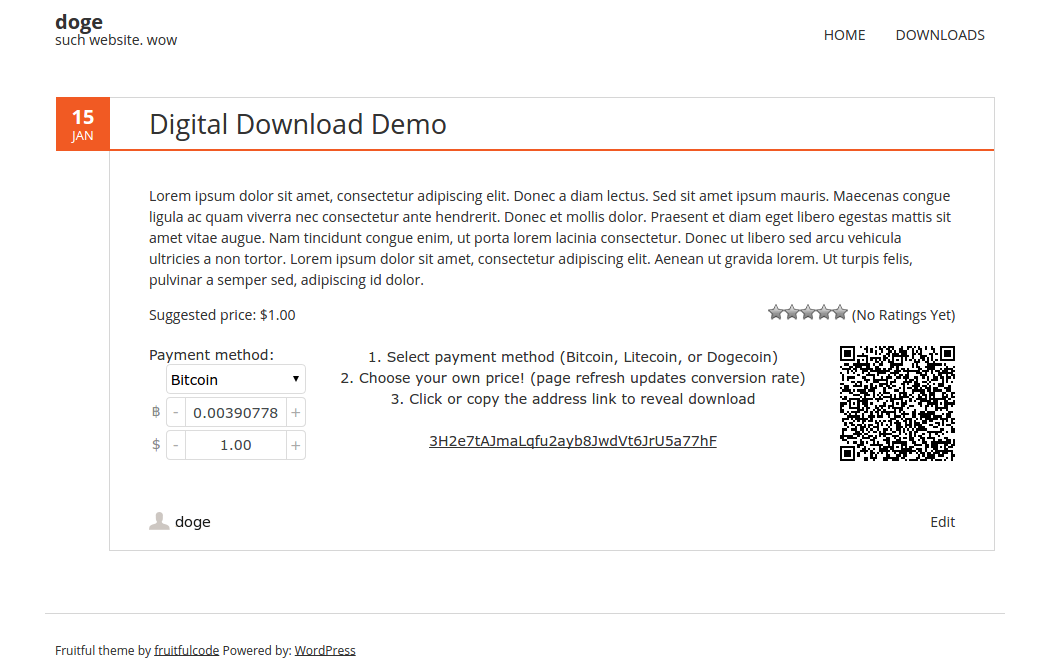 doge
such website. wow
HOME DOWNLOADS
15
JAN
Digital Download Demo
Lorem ipsum dolor sit amet, consectetur adipiscing elit. Donec a diam lectus. Sed sit amet ipsum mauris. Maecenas congue
ligula ac quam viverra nec consectetur ante hendrerit. Donec et mollis dolor. Praesent et diam eget libero egestas mattis sit
amet vitae augue. Nam tincidunt congue enim, ut porta lorem lacinia consectetur. Donec ut libero sed arcu vehicula
ultricies a non tortor. Lorem ipsum dolor sit amet, consectetur adipiscing elit. Aenean ut gravida lorem. Ut turpis felis,
pulvinar a semper sed, adipiscing id dolor.
Suggested price: $1.00
(No Ratings Yet)
Payment method:
Bitcoin
฿ - 0.00390778 +
$ - 1.00 +
1. Select payment method (Bitcoin, Litecoin, or Dogecoin)
2. Choose your own price! (page refresh updates conversion rate)
3. Click or copy the address link to reveal download
3H2e7tAJmaLqfu2ayb8JwdVt6JrU5a77hF
doge
Edit
Fruitful theme by fruitfulcode Powered by: WordPress